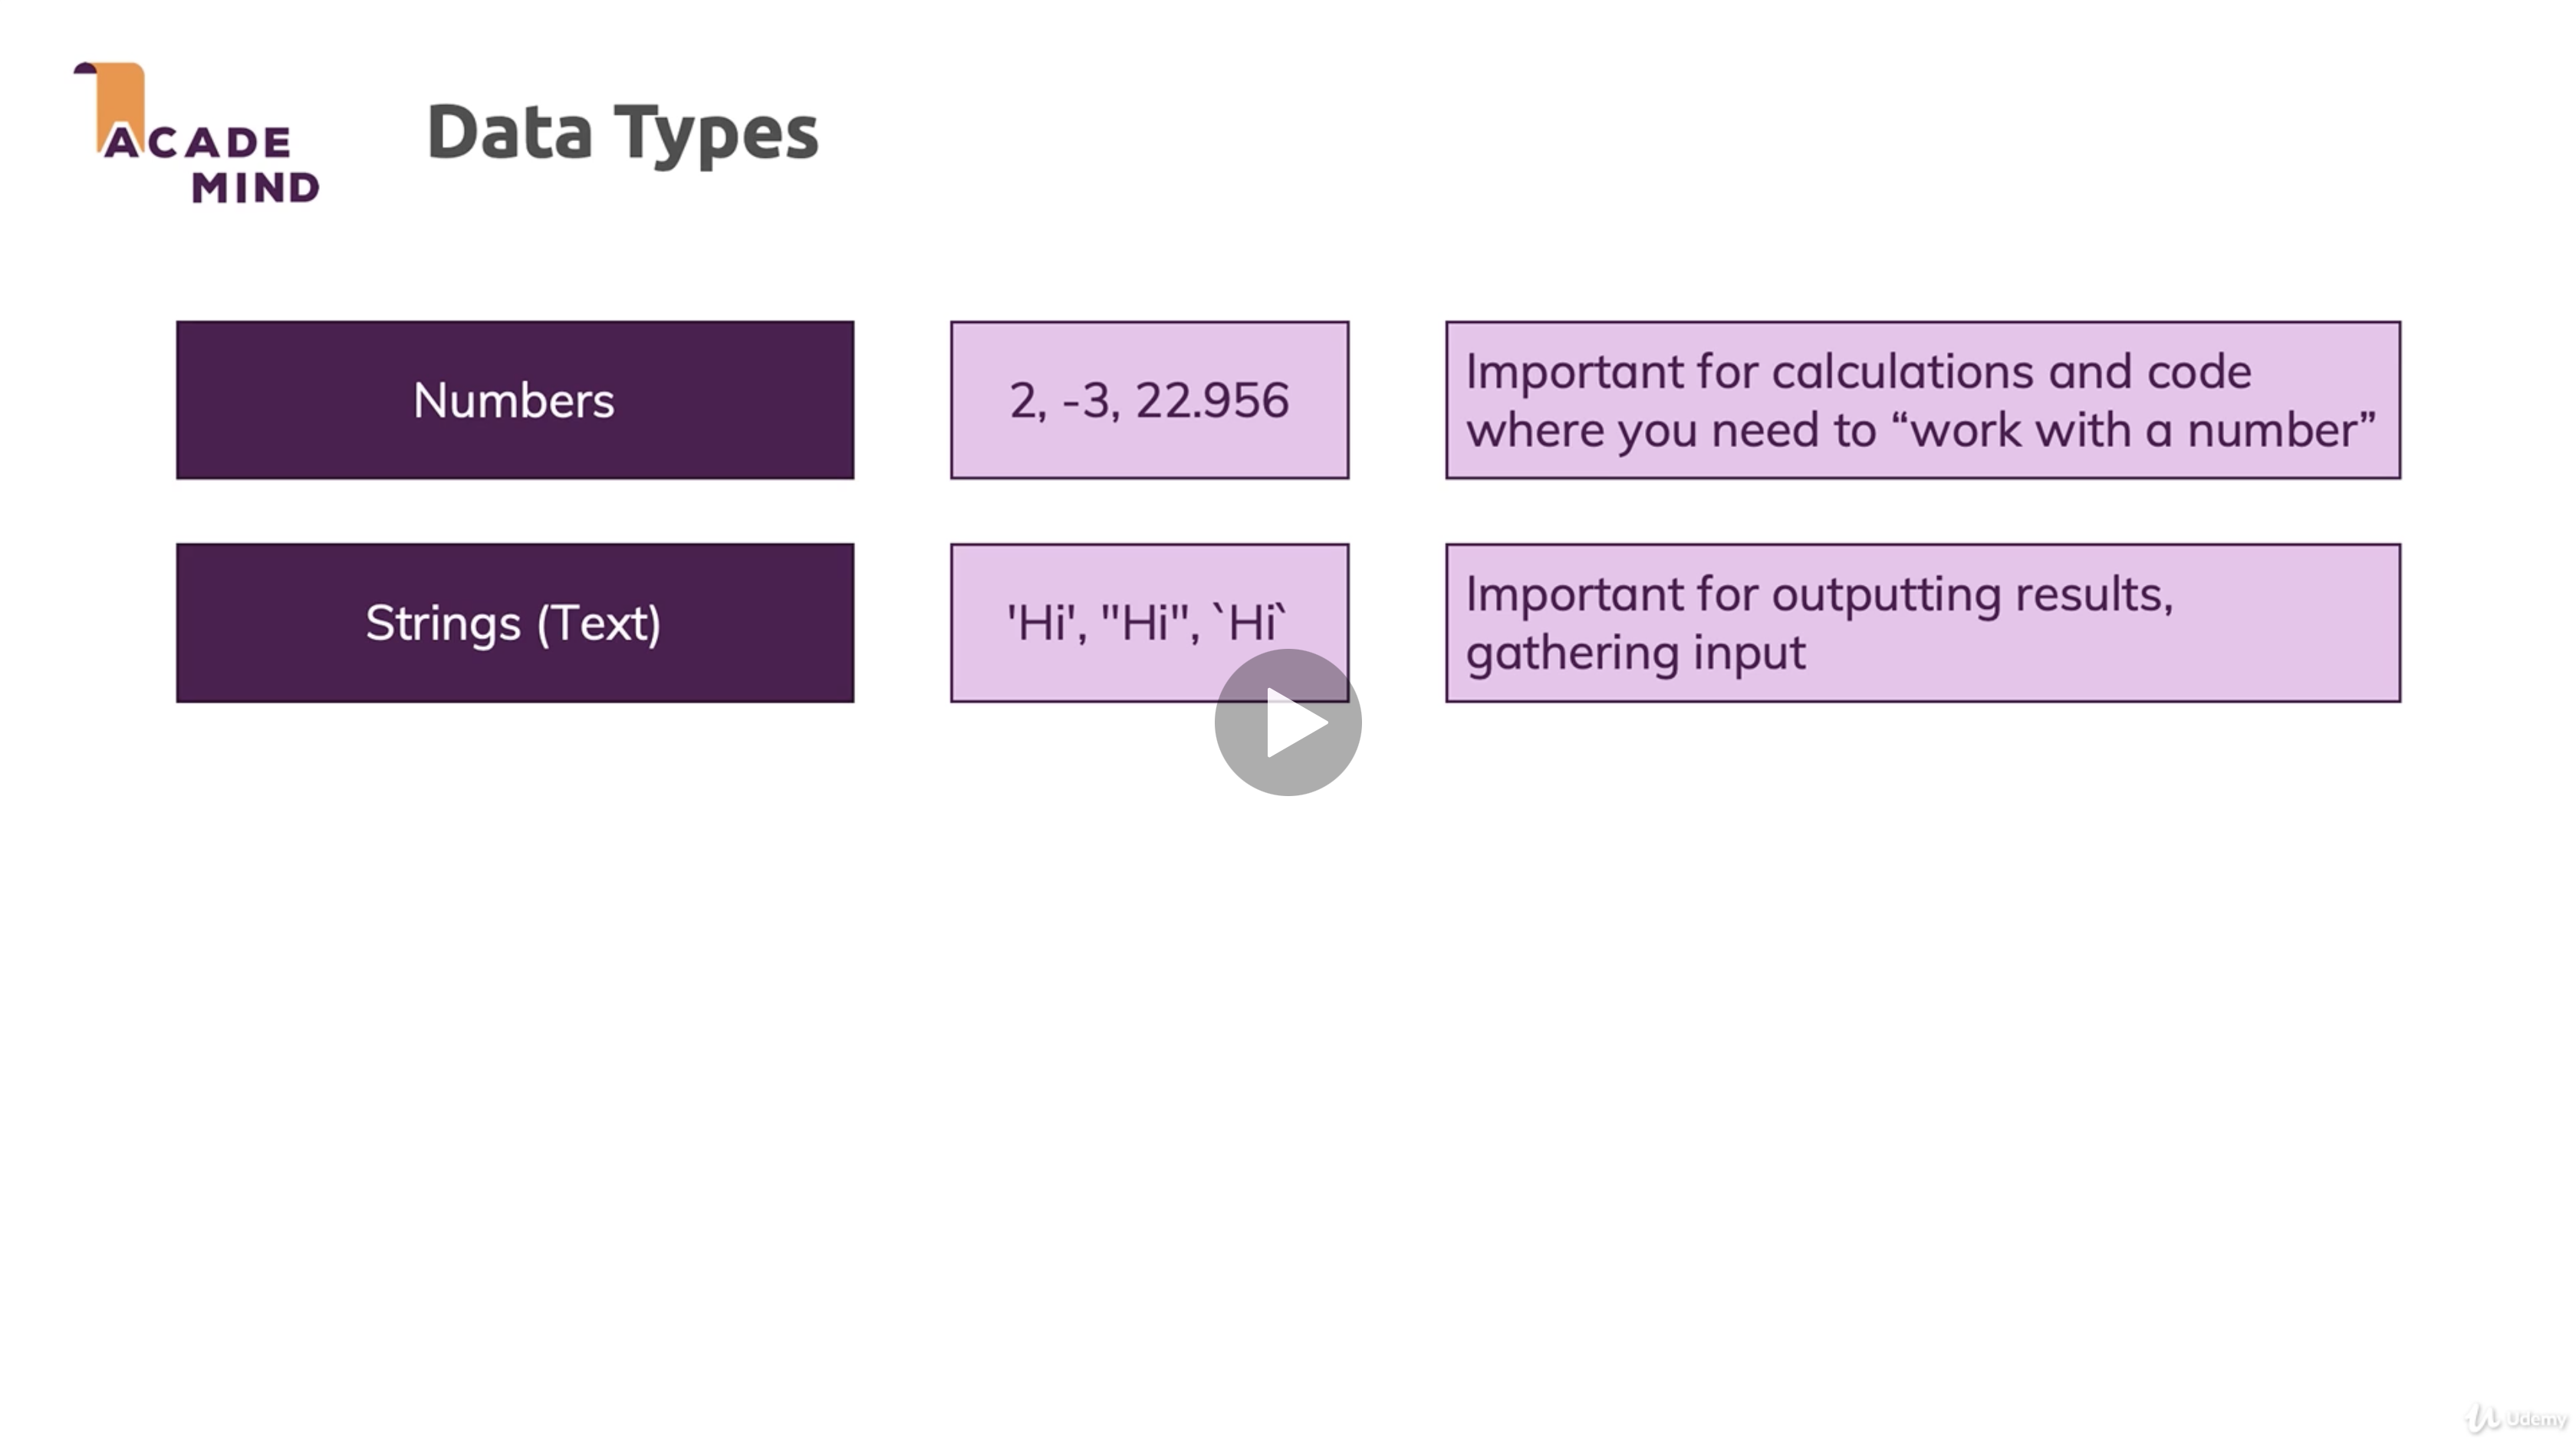 ACADE
MIND
Data Types
Numbers
2, -3, 22.956
Important for calculations and code
where you need to “work with a number”
Strings (Text)
'Hi', "Hi", `Hi`
Important for outputting results,
gathering input
Udemy